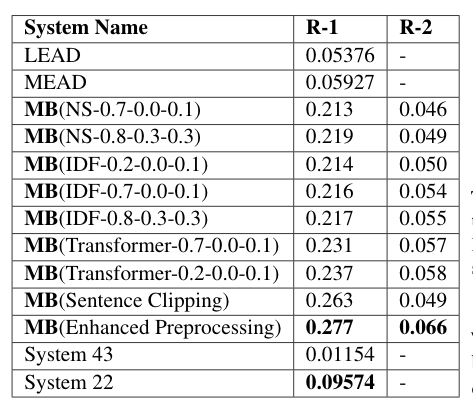 System Name R-1 R-2
LEAD 0.05376 -
MEAD 0.05927 -
MB(NS-0.7-0.0-0.1) 0.213 0.046
MB(NS-0.8-0.3-0.3) 0.219 0.049
MB(IDF-0.2-0.0-0.1) 0.214 0.050
MB(IDF-0.7-0.0-0.1) 0.216 0.054
MB(IDF-0.8-0.3-0.3) 0.217 0.055
MB(Transformer-0.7-0.0-0.1) 0.231 0.057
MB(Transformer-0.2-0.0-0.1) 0.237 0.058
MB(Sentence Clipping) 0.263 0.049
MB(Enhanced Preprocessing) 0.277 0.066
System 43 0.01154 -
System 22 0.09574 -